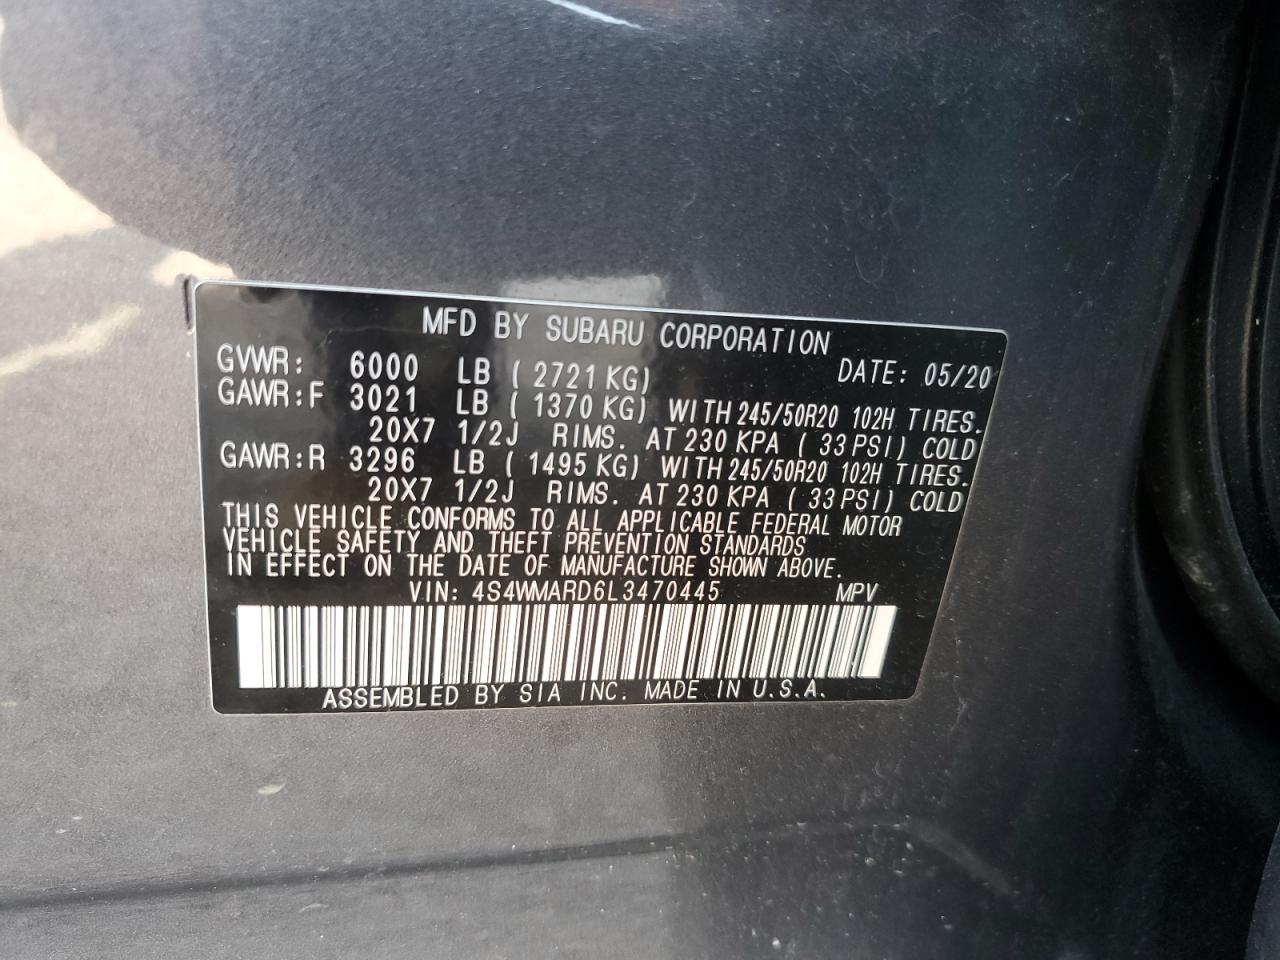 MFD BY SUBARU CORPORATION
GVWR: 6000 LB ( 2721 KG) DATE: 05/20
GAWR:F 3021 LB ( 1370 KG) WITH 245/50R20 102H TIRES.
20X7 1/2J RIMS. AT 230 KPA ( 33 PSI) COLD
GAWR:R 3296 LB ( 1495 KG) WITH 245/50R20 102H TIRES.
20X7 1/2J RIMS. AT 230 KPA ( 33 PSI) COLD
THIS VEHICLE CONFORMS TO ALL APPLICABLE FEDERAL MOTOR
VEHICLE SAFETY AND THEFT PREVENTION STANDARDS
IN EFFECT ON THE DATE OF MANUFACTURE SHOWN ABOVE.
VIN: 4S4WMARD6L3470445 MPV
ASSEMBLED BY SIA INC. MADE IN U.S.A.